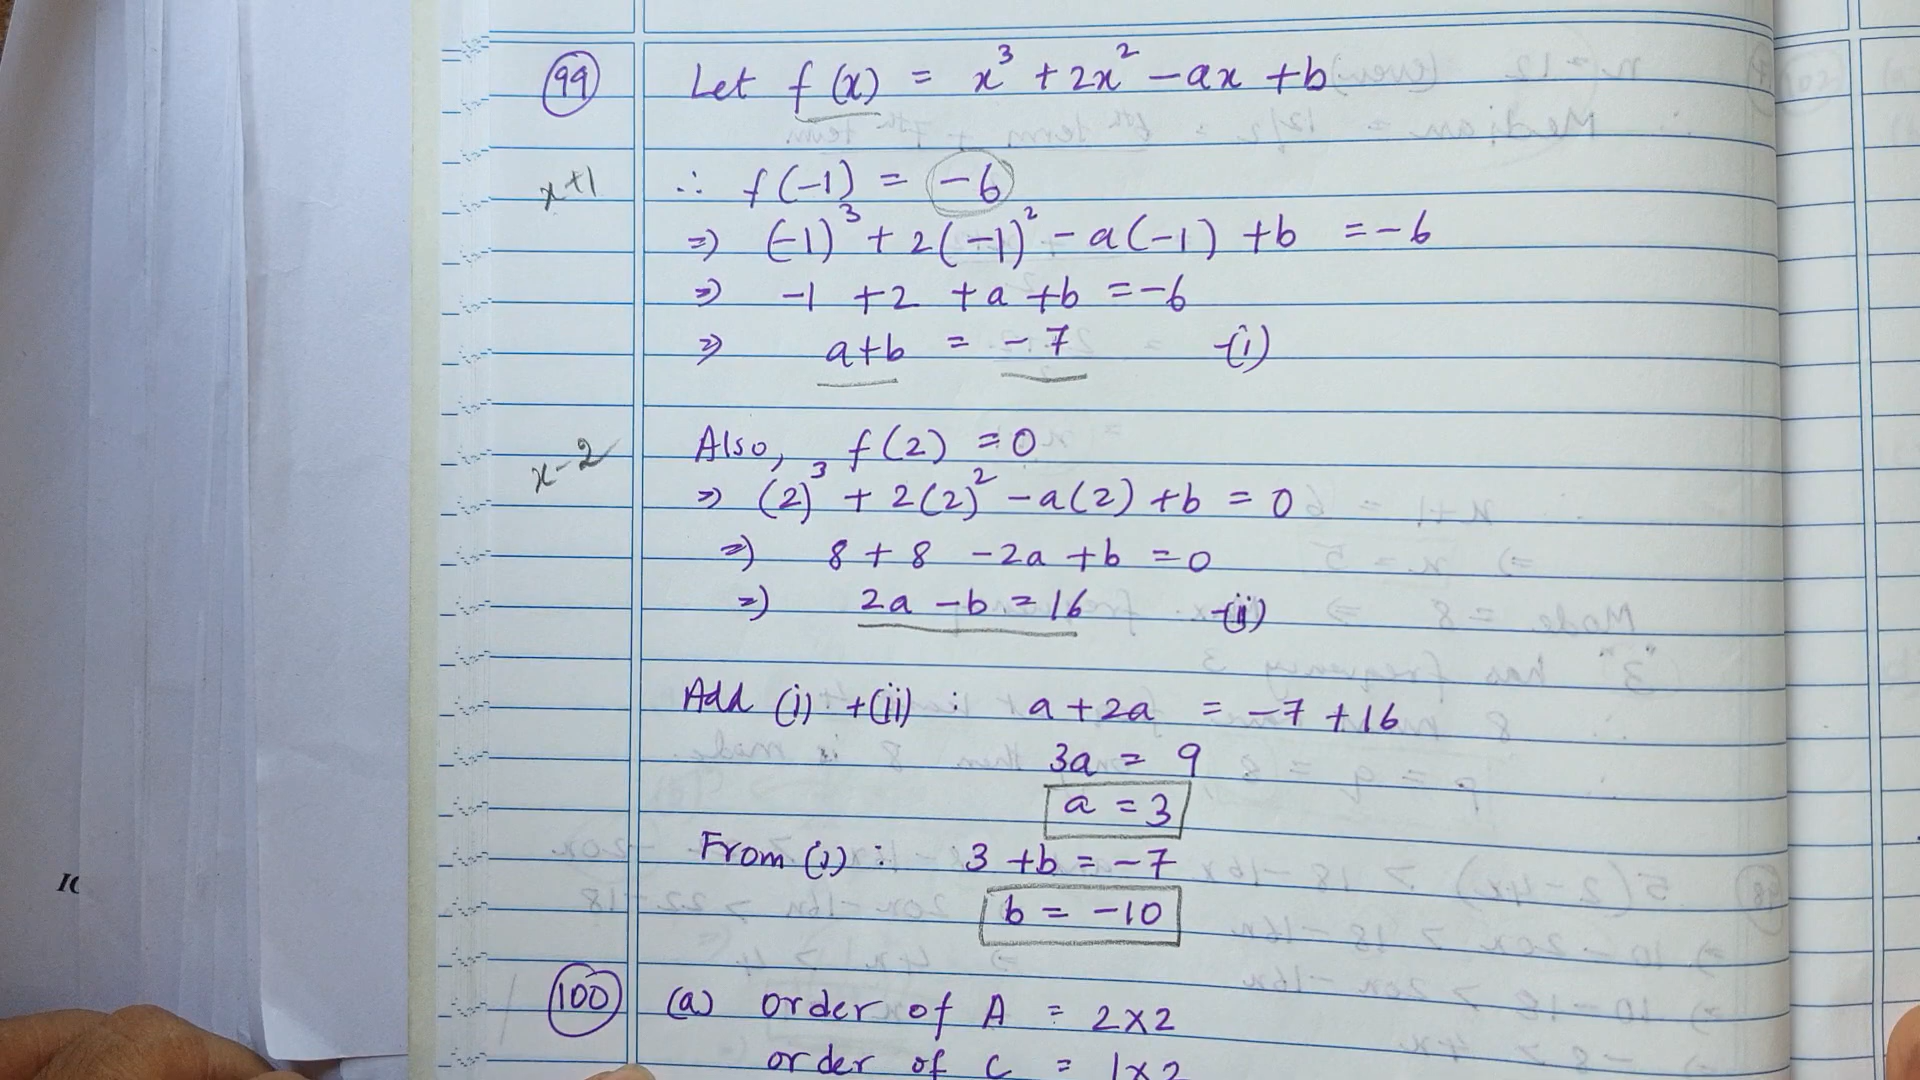 99 Let f(x) = x³ + 2x² - ax + b
x+1 ∴ f(-1) = -6
⇒ (-1)³ + 2(-1)² - a(-1) + b = -6
⇒ -1 + 2 + a + b = -6
⇒ a+b = -7 -(i)
x-2 Also, f(2) = 0
⇒ (2)³ + 2(2)² - a(2) + b = 0
⇒ 8 + 8 - 2a + b = 0
⇒ 2a - b = 16 -(ii)
Add (i) + (ii) : a + 2a = -7 + 16
3a = 9
a = 3
From (i) : 3 + b = -7
b = -10
100 (a) order of A = 2×2
order of C = 1×2